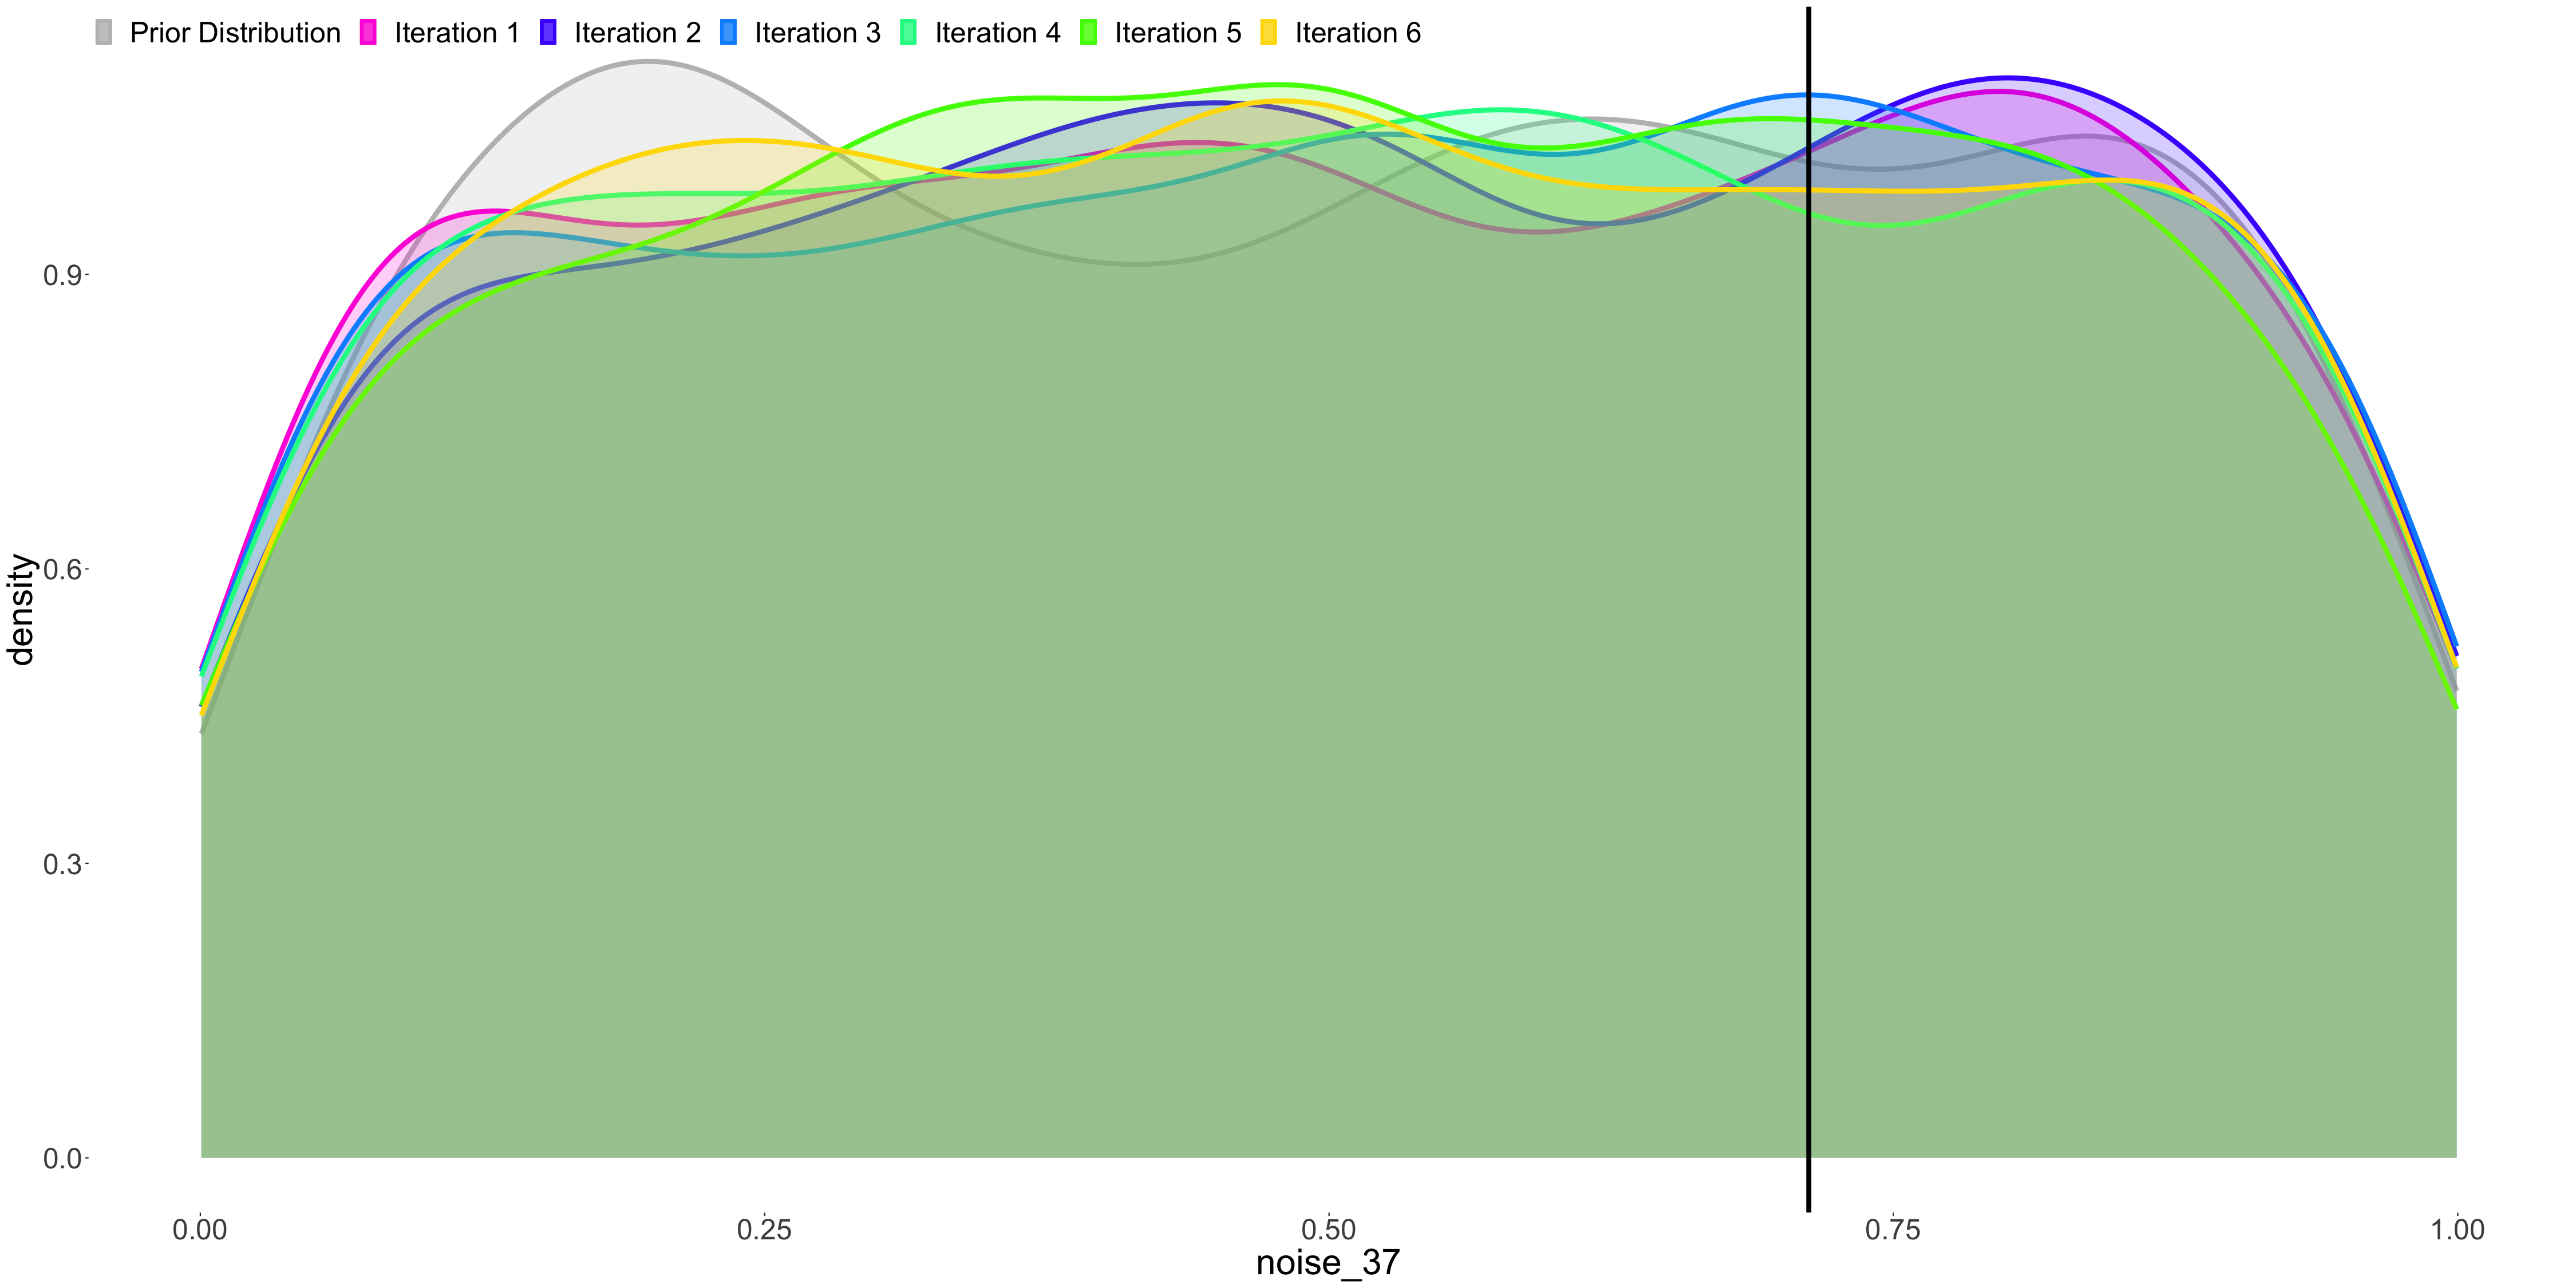 Prior Distribution Iteration 1 Iteration 2 Iteration 3 Iteration 4 Iteration 5 Iteration 6
density
0.9
0.6
0.3
0.0
0.00 0.25 0.50 0.75 1.00
noise_37